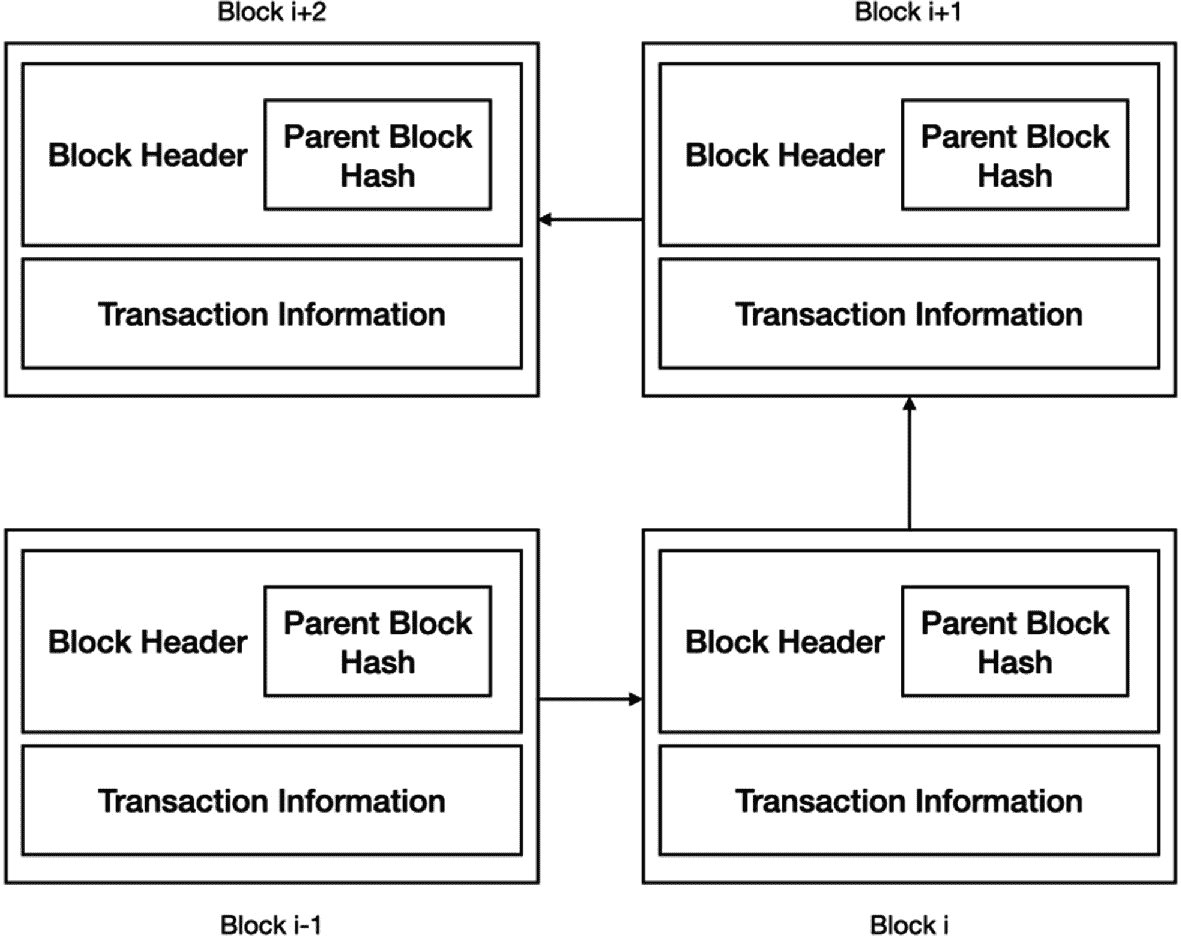 Block i+2
Block i+1
Block Header
Parent Block
Hash
Transaction Information
Block Header
Parent Block
Hash
Transaction Information
Block Header
Parent Block
Hash
Transaction Information
Block Header
Parent Block
Hash
Transaction Information
Block i-1
Block i